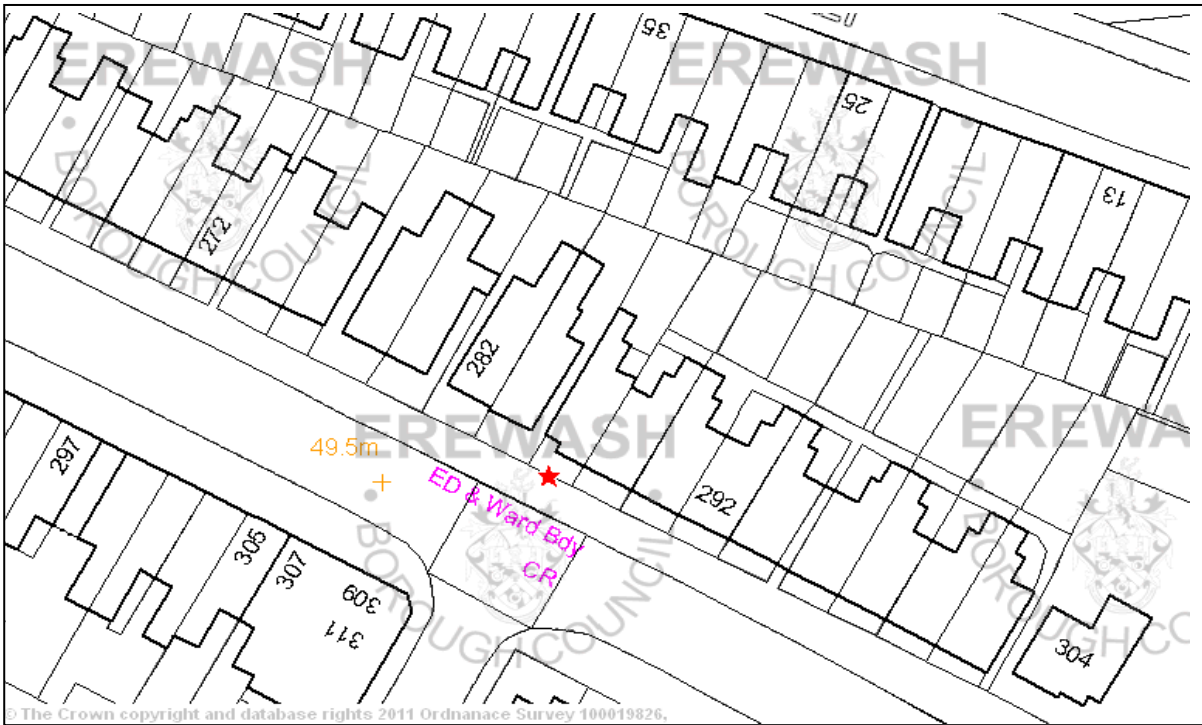 35
EREWASH
EREWASH
25
13
BOROUGH COUNCIL
BOROUGH COUNCIL
272
282
EREWASH
EREWA
49.5m
297
ED & Ward Bdy
CR
292
305
307
309
311
BOROUGH COUNCIL
BOROUGH CO
304
© The Crown copyright and database rights 2011 Ordnanace Survey 100019826.